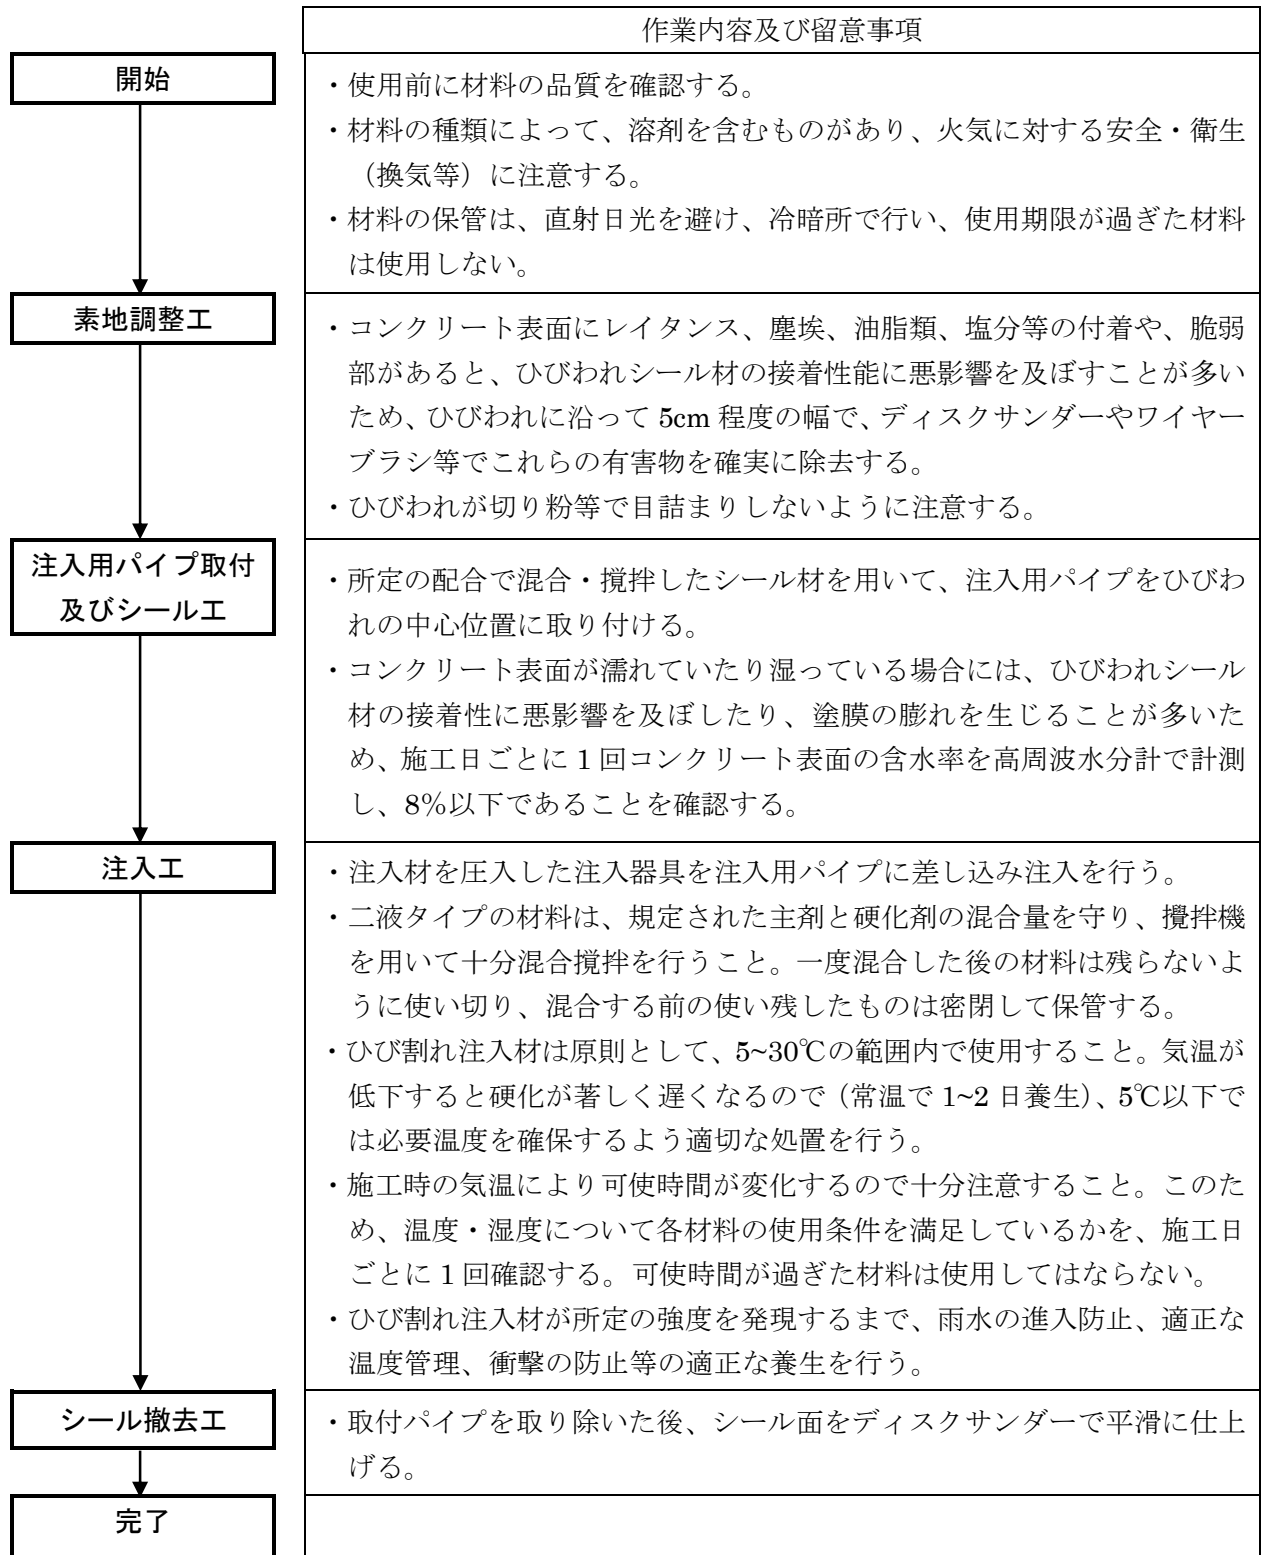 作業内容及び留意事項
開始
・使用前に材料の品質を確認する。
・材料の種類によって、溶剤を含むものがあり、火気に対する安全・衛生
（換気等）に注意する。
・材料の保管は、直射日光を避け、冷暗所で行い、使用期限が過ぎた材料
は使用しない。
素地調整工
・コンクリート表面にレイタンス、塵埃、油脂類、塩分等の付着や、脆弱
部があると、ひびわれシール材の接着性能に悪影響を及ぼすことが多い
ため、ひびわれに沿って 5cm 程度の幅で、ディスクサンダーやワイヤー
ブラシ等でこれらの有害物を確実に除去する。
・ひびわれが切り粉等で目詰まりしないように注意する。
注入用パイプ取付
及びシール工
・所定の配合で混合・撹拌したシール材を用いて、注入用パイプをひびわ
れの中心位置に取り付ける。
・コンクリート表面が濡れていたり湿っている場合には、ひびわれシール
材の接着性に悪影響を及ぼしたり、塗膜の膨れを生じることが多いた
め、施工日ごとに 1 回コンクリート表面の含水率を高周波水分計で計測
し、8%以下であることを確認する。
注入工
・注入材を圧入した注入器具を注入用パイプに差し込み注入を行う。
・二液タイプの材料は、規定された主剤と硬化剤の混合量を守り、攪拌機
を用いて十分混合撹拌を行うこと。一度混合した後の材料は残らないよ
うに使い切り、混合する前の使い残したものは密閉して保管する。
・ひび割れ注入材は原則として、5~30℃の範囲内で使用すること。気温が
低下すると硬化が著しく遅くなるので（常温で 1~2 日養生）、5℃以下で
は必要温度を確保するよう適切な処置を行う。
・施工時の気温により可使時間が変化するので十分注意すること。このた
め、温度・湿度について各材料の使用条件を満足しているかを、施工日
ごとに 1 回確認する。可使時間が過ぎた材料は使用してはならない。
・ひび割れ注入材が所定の強度を発現するまで、雨水の進入防止、適正な
温度管理、衝撃の防止等の適正な養生を行う。
シール撤去工
・取付パイプを取り除いた後、シール面をディスクサンダーで平滑に仕上
げる。
完了